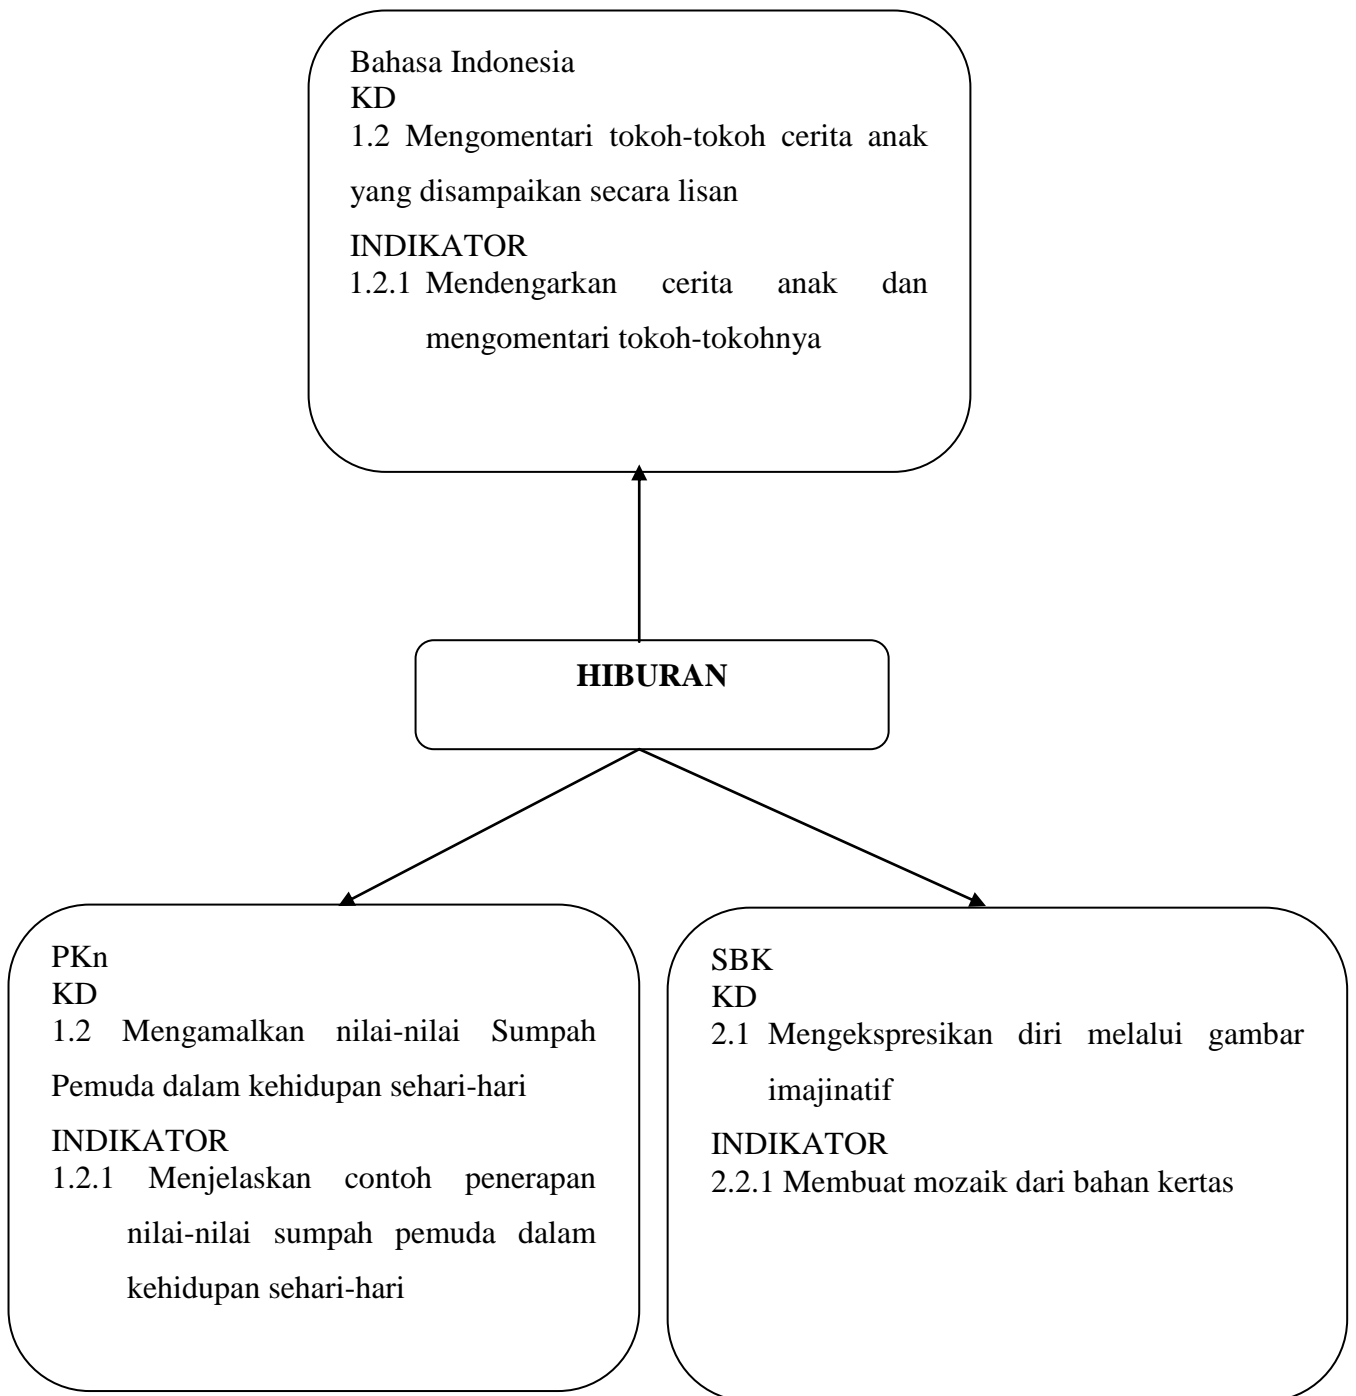 Bahasa Indonesia
KD
1.2 Mengomentari tokoh-tokoh cerita anak
yang disampaikan secara lisan
INDIKATOR
1.2.1 Mendengarkan cerita anak dan
mengomentari tokoh-tokohnya
HIBURAN
PKn
KD
1.2 Mengamalkan nilai-nilai Sumpah
Pemuda dalam kehidupan sehari-hari
INDIKATOR
1.2.1 Menjelaskan contoh penerapan
nilai-nilai sumpah pemuda dalam
kehidupan sehari-hari
SBK
KD
2.1 Mengekspresikan diri melalui gambar
imajinatif
INDIKATOR
2.2.1 Membuat mozaik dari bahan kertas